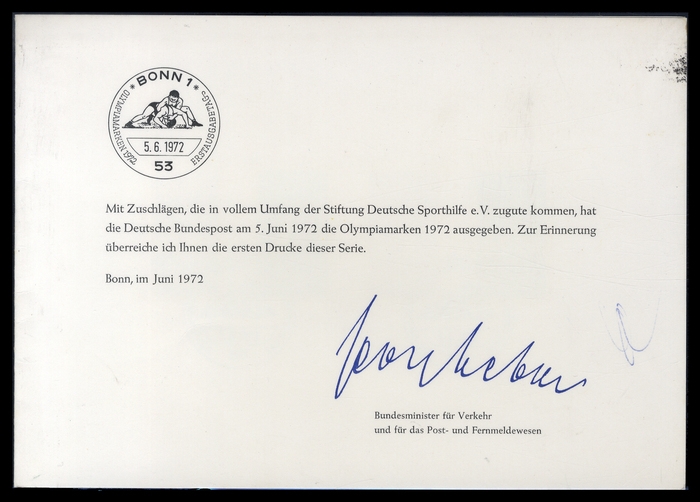 * BONN 1 *
OLYMPIAMARKEN 1972
ERSTAUSGABETAG
5. 6. 1972
53
Mit Zuschlägen, die in vollem Umfang der Stiftung Deutsche Sporthilfe e.V. zugute kommen, hat
die Deutsche Bundespost am 5. Juni 1972 die Olympiamarken 1972 ausgegeben. Zur Erinnerung
überreiche ich Ihnen die ersten Drucke dieser Serie.
Bonn, im Juni 1972
Bundesminister für Verkehr
und für das Post- und Fernmeldewesen